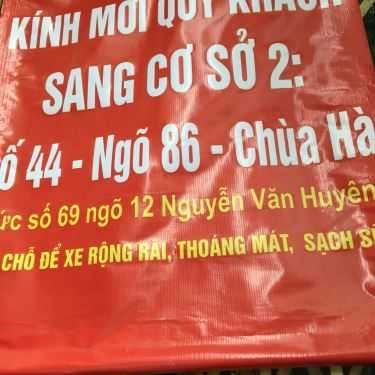 KÍNH MỜI QUÝ KHÁCH
SANG CƠ SỞ 2:
Ố 44 - Ngõ 86 - Chùa Hà
ức số 69 ngõ 12 Nguyễn Văn Huyên
CHỖ ĐỂ XE RỘNG RÃI, THOÁNG MÁT, SẠCH S